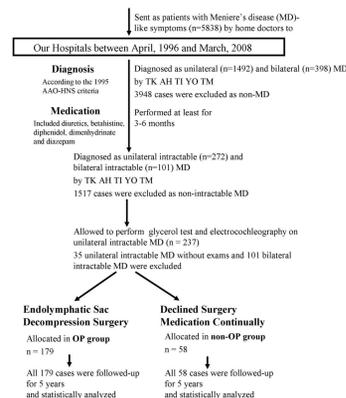 Sent as patients with Meniere's disease (MD)-
like symptoms (n=5838) by home doctors to
Our Hospitals between April, 1996 and March, 2008
Diagnosis
According to the 1995
AAO-HNS criteria
Diagnosed as unilateral (n=1492) and bilateral (n=398) MD
by TK AH TI YO TM
3948 cases were excluded as non-MD
Medication
Included diuretics, betahistine,
diphenidol, dimenhydrinate
and diazepam
Performed at least for
3-6 months
Diagnosed as unilateral intractable (n=272) and
bilateral intractable (n=101) MD
by TK AH TI YO TM
1517 cases were excluded as non-intractable MD
Allowed to perform glycerol test and electrocochleography on
unilateral intractable MD (n = 237)
35 unilateral intractable MD without exams and 101 bilateral
intractable MD were excluded
Endolymphatic Sac
Decompression Surgery
Allocated in OP group
n = 179
All 179 cases were followed-up
for 5 years
and statistically analyzed
Declined Surgery
Medication Continually
Allocated in non-OP group
n = 58
All 58 cases were followed-up
for 5 years
and statistically analyzed